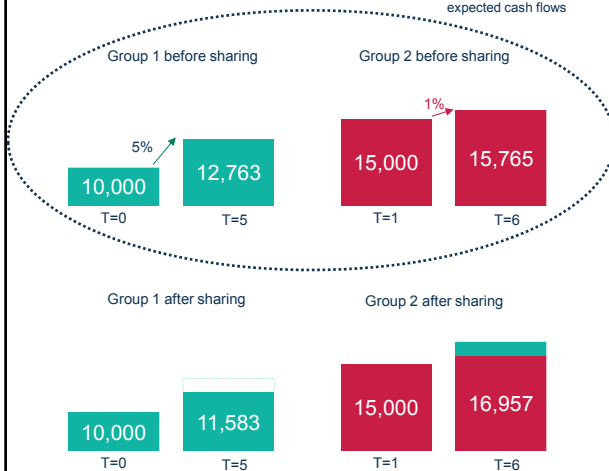 expected cash flows
Group 1 before sharing
Group 2 before sharing
5%
1%
10,000
12,763
15,000
15,765
T=0
T=5
T=1
T=6
Group 1 after sharing
Group 2 after sharing
10,000
11,583
15,000
16,957
T=0
T=5
T=1
T=6